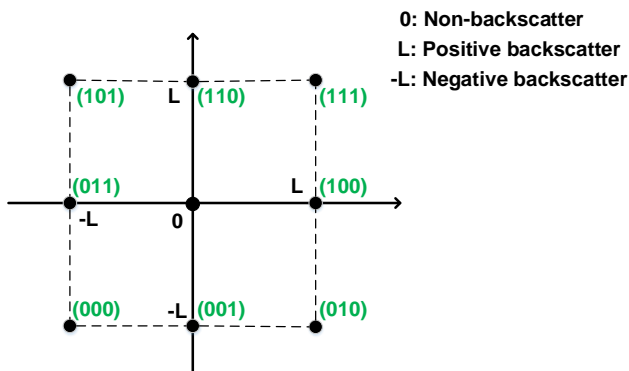 0: Non-backscatter
L: Positive backscatter
-L: Negative backscatter
(101) L (110) (111)
(011) L (100)
-L 0
(000) -L (001) (010)